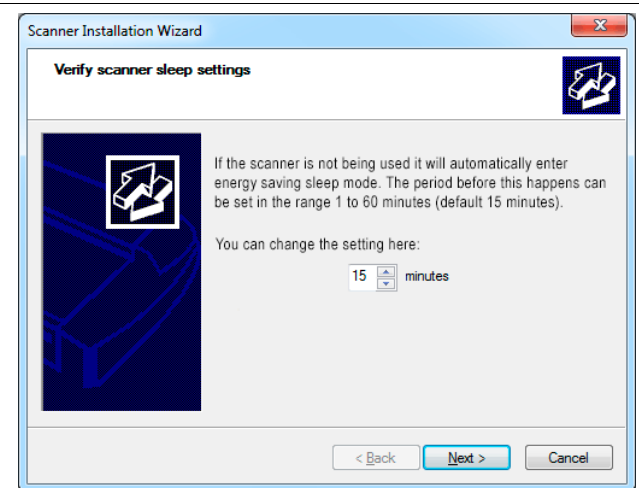 Scanner Installation Wizard
Verify scanner sleep settings
If the scanner is not being used it will automatically enter
energy saving sleep mode. The period before this happens can
be set in the range 1 to 60 minutes (default 15 minutes).
You can change the setting here:
15 minutes
< Back Next > Cancel